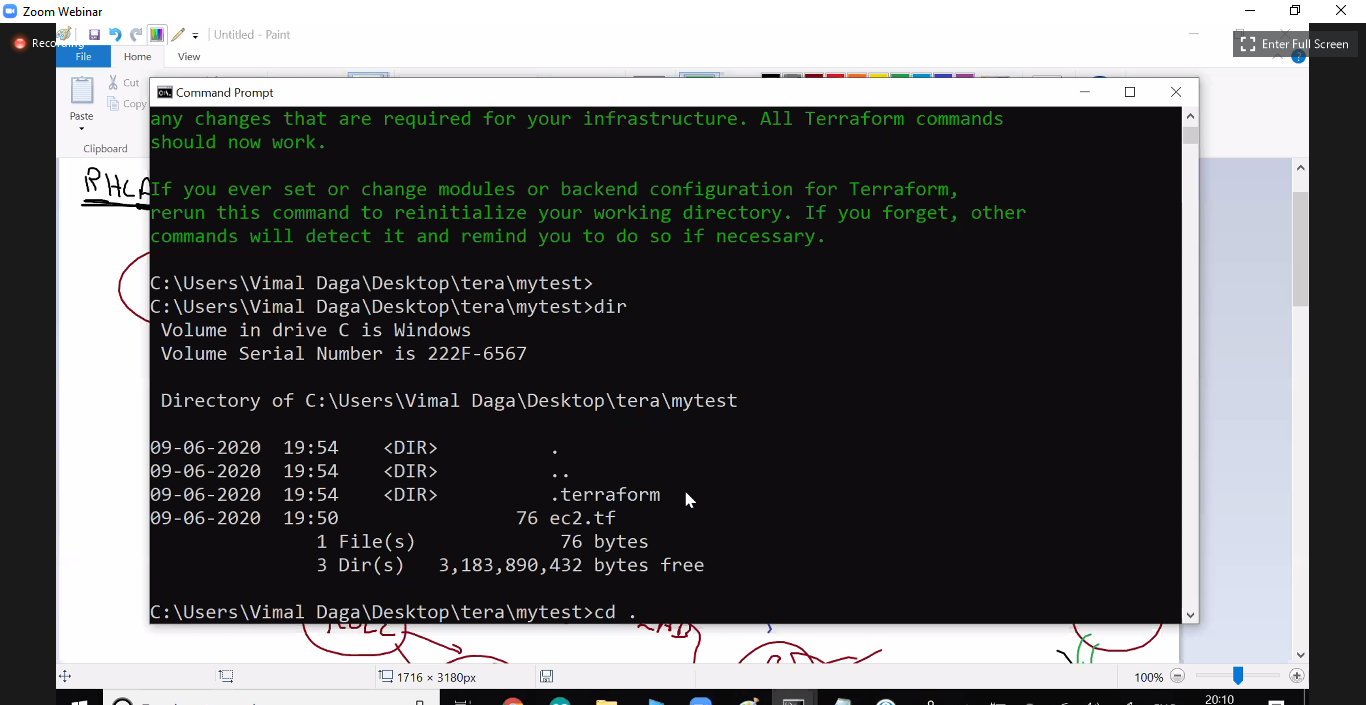 Zoom Webinar
Recording
Untitled - Paint
Enter Full Screen
File
Home
View
Cut
Copy
Paste
Clipboard
RHCA
Command Prompt
any changes that are required for your infrastructure. All Terraform commands
should now work.
If you ever set or change modules or backend configuration for Terraform,
rerun this command to reinitialize your working directory. If you forget, other
commands will detect it and remind you to do so if necessary.
C:\Users\Vimal Daga\Desktop\tera\mytest>
C:\Users\Vimal Daga\Desktop\tera\mytest>dir
Volume in drive C is Windows
Volume Serial Number is 222F-6567
Directory of C:\Users\Vimal Daga\Desktop\tera\mytest
09-06-2020  19:54    <DIR>          .
09-06-2020  19:54    <DIR>          ..
09-06-2020  19:54    <DIR>          .terraform
09-06-2020  19:50                76 ec2.tf
1 File(s)             76 bytes
3 Dir(s)   3,183,890,432 bytes free
C:\Users\Vimal Daga\Desktop\tera\mytest>cd .
1716 × 3180px
100%
20:10